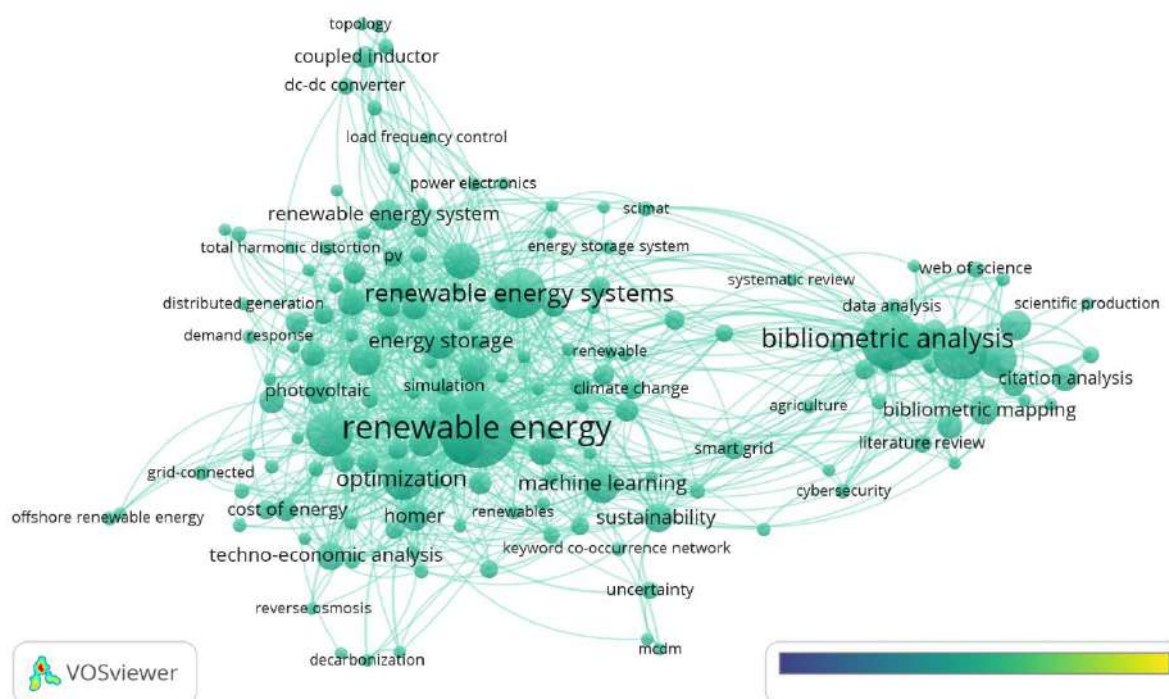 topology
coupled inductor
dc-dc converter
load frequency control
power electronics
renewable energy system
scimat
total harmonic distortion
energy storage system
pv
systematic review
web of science
renewable energy systems
distributed generation
data analysis
scientific production
demand response
energy storage
bibliometric analysis
renewable
simulation
climate change
citation analysis
photovoltaic
agriculture
bibliometric mapping
renewable energy
smart grid
literature review
grid-connected
optimization
machine learning
cybersecurity
offshore renewable energy
cost of energy
homer
renewables
sustainability
techno-economic analysis
keyword co-occurrence network
uncertainty
reverse osmosis
decarbonization
mcdm
VOSviewer